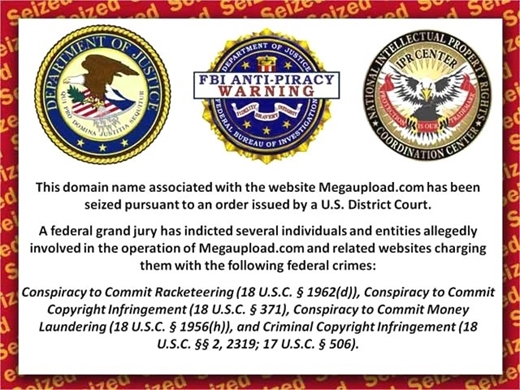 Seized Seized Seized Seized Seized Seized
DEPARTMENT OF JUSTICE
QUI PRO DOMINA JUSTITIA SEQUITUR
DEPARTMENT OF JUSTICE
FBI ANTI-PIRACY
WARNING
FIDELITY BRAVERY INTEGRITY
FEDERAL BUREAU OF INVESTIGATION
NATIONAL INTELLECTUAL PROPERTY RIGHTS
IPR CENTER
PROTECTION IS OUR TRADEMARK
COORDINATION CENTER
This domain name associated with the website Megaupload.com has been
seized pursuant to an order issued by a U.S. District Court.
A federal grand jury has indicted several individuals and entities allegedly
involved in the operation of Megaupload.com and related websites charging
them with the following federal crimes:
Conspiracy to Commit Racketeering (18 U.S.C. § 1962(d)), Conspiracy to Commit
Copyright Infringement (18 U.S.C. § 371), Conspiracy to Commit Money
Laundering (18 U.S.C. § 1956(h)), and Criminal Copyright Infringement (18
U.S.C. §§ 2, 2319; 17 U.S.C. § 506).